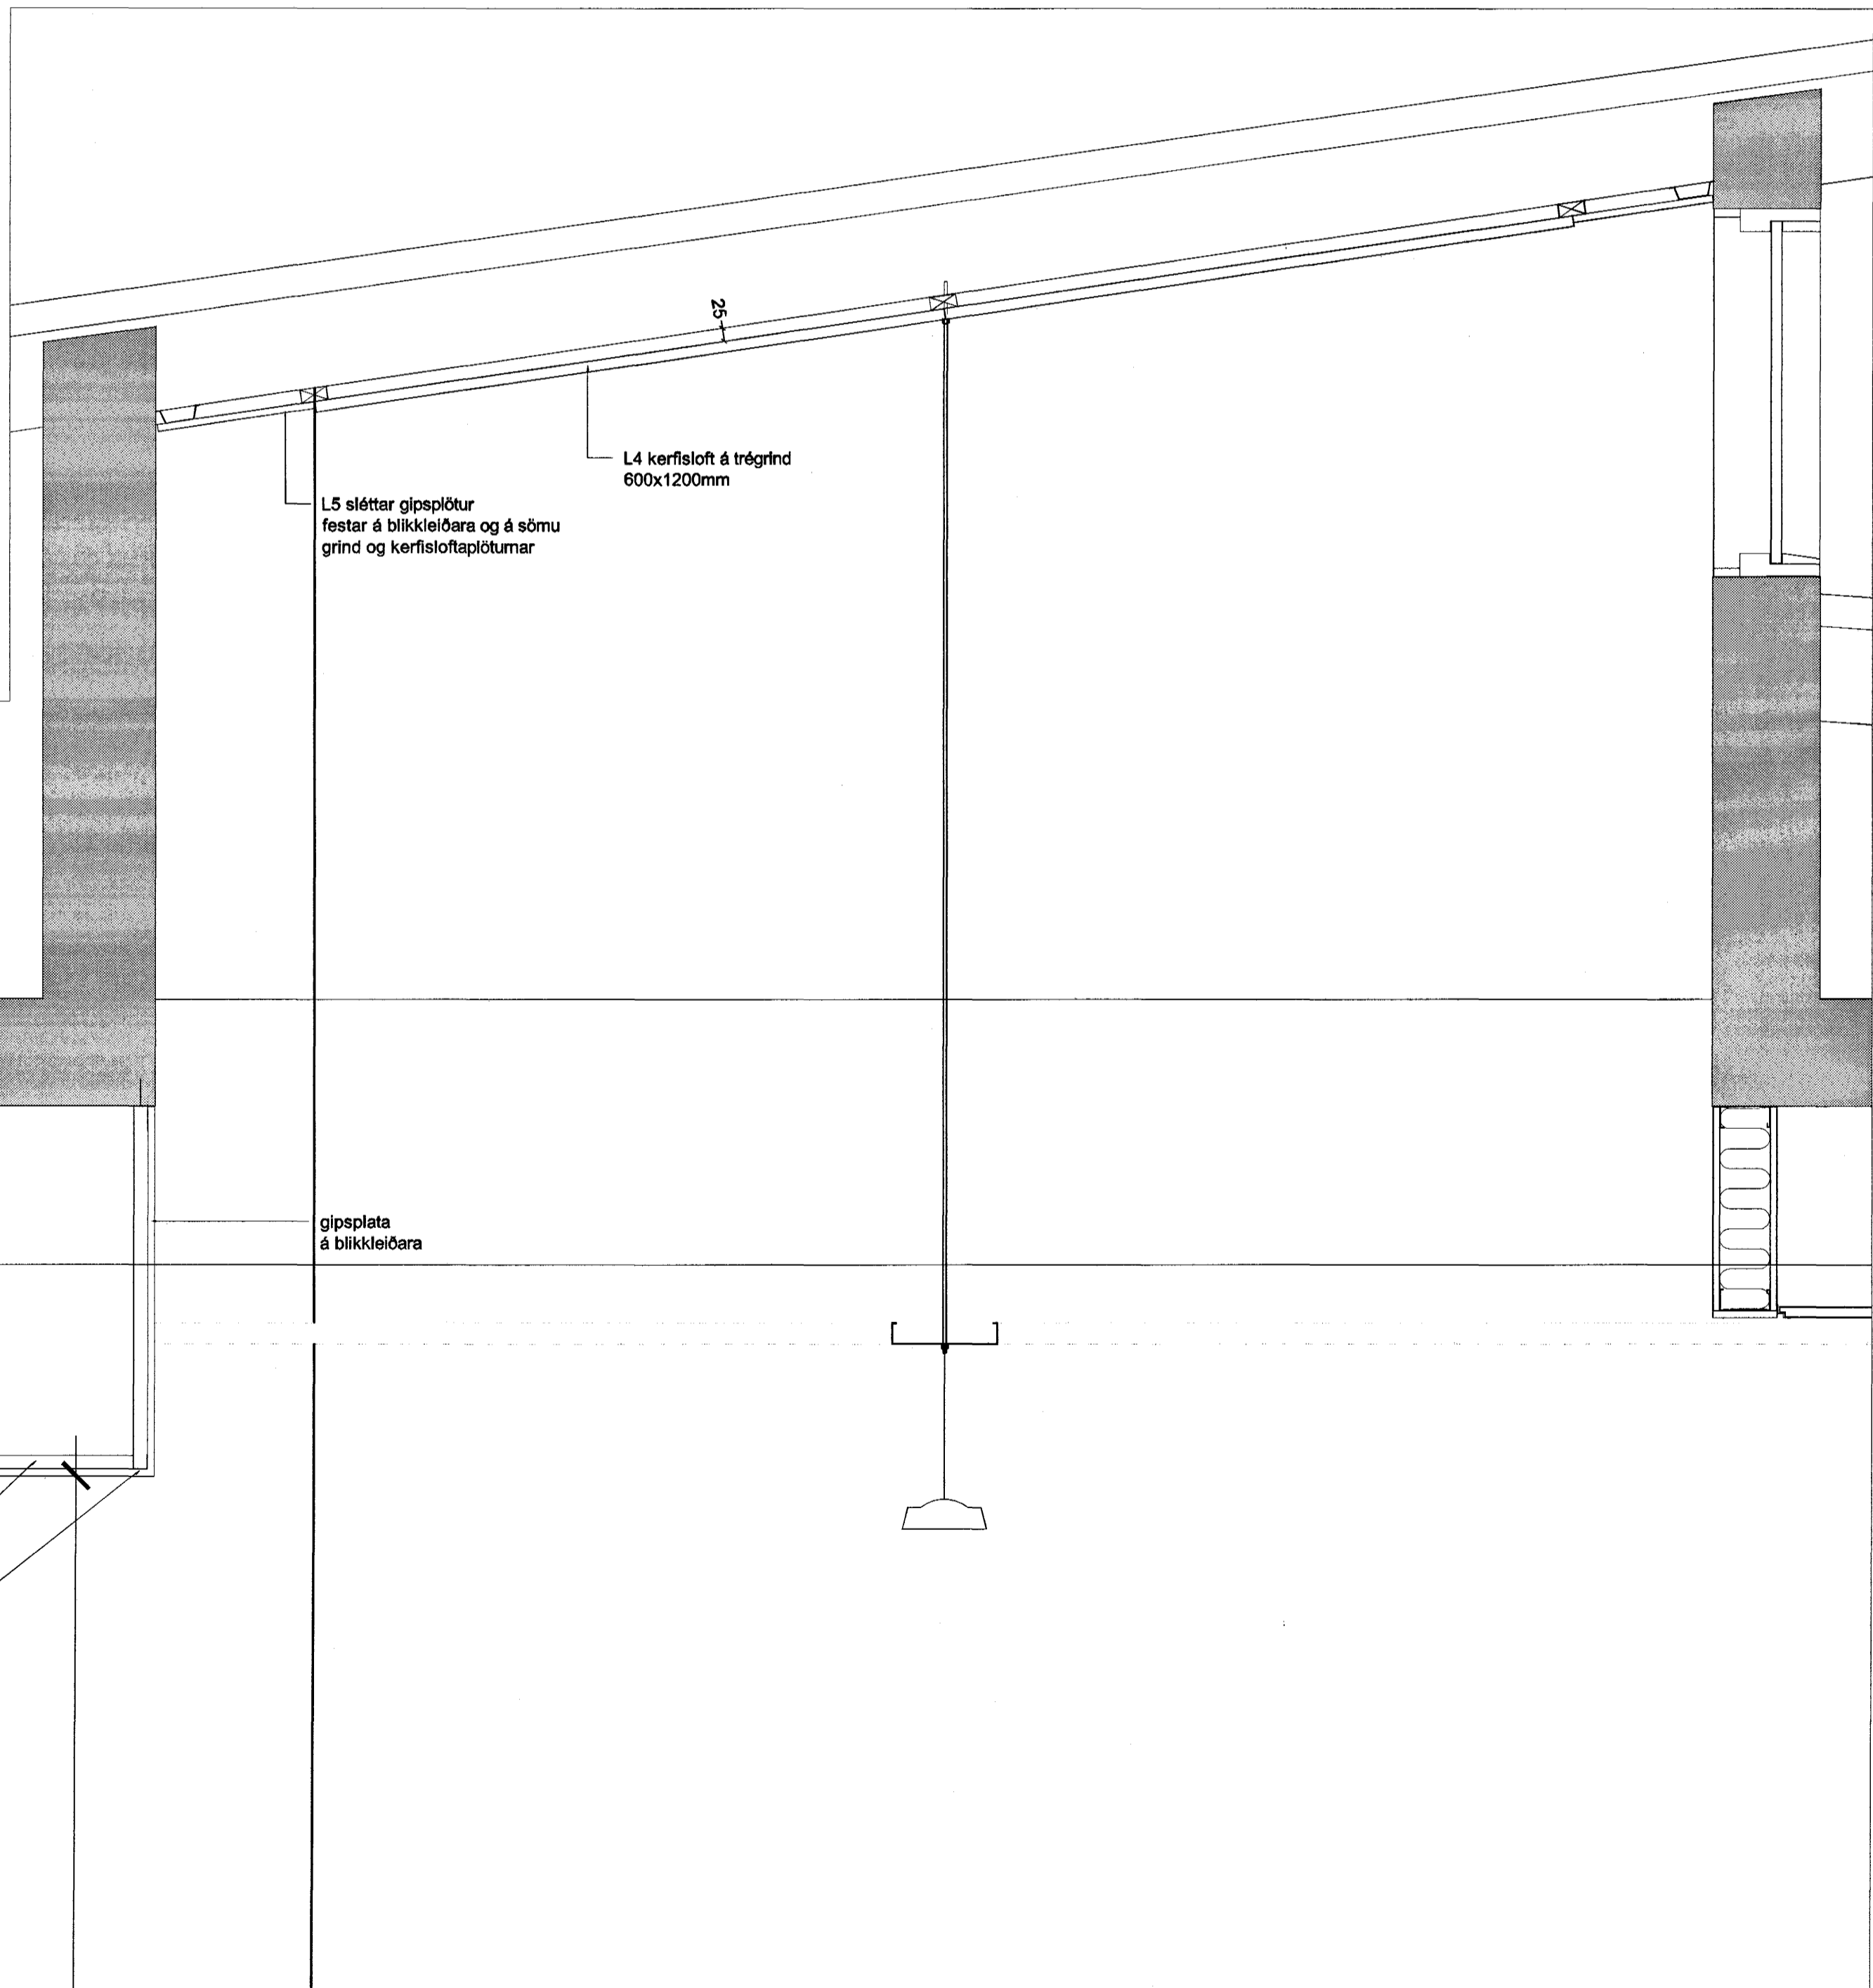 25
L4 kerfisloft á trégrind
600x1200mm
L5 sléttar gipsplötur
festar á blikkleiðara og á sömu
grind og kerfisloftaplöturnar
gipsplata
á blikkleiðara